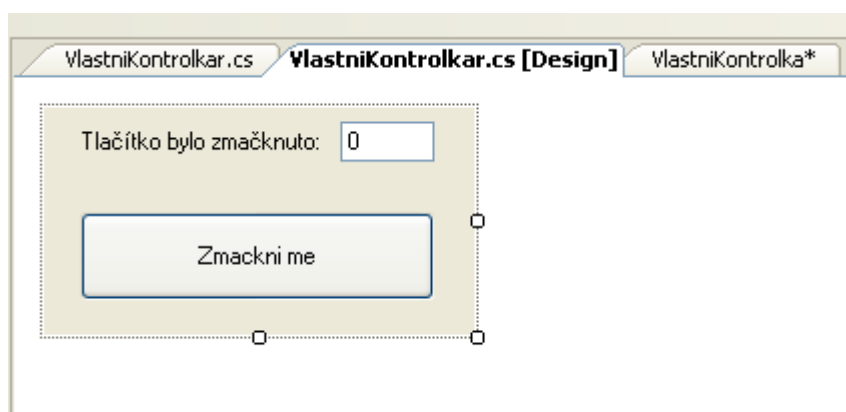 VlastniKontrolkar.cs VlastniKontrolkar.cs [Design] VlastniKontrolka*
Tlačítko bylo zmačknuto: 0
Zmackni me